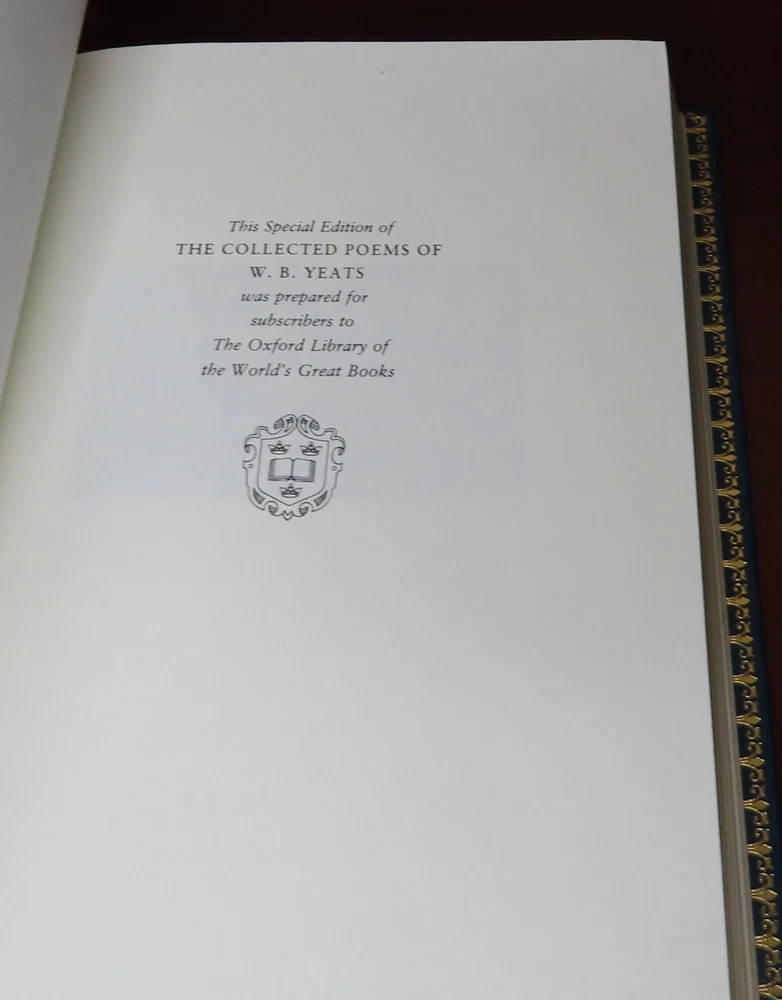 This Special Edition of
THE COLLECTED POEMS OF
W. B. YEATS
was prepared for
subscribers to
The Oxford Library of
the World's Great Books